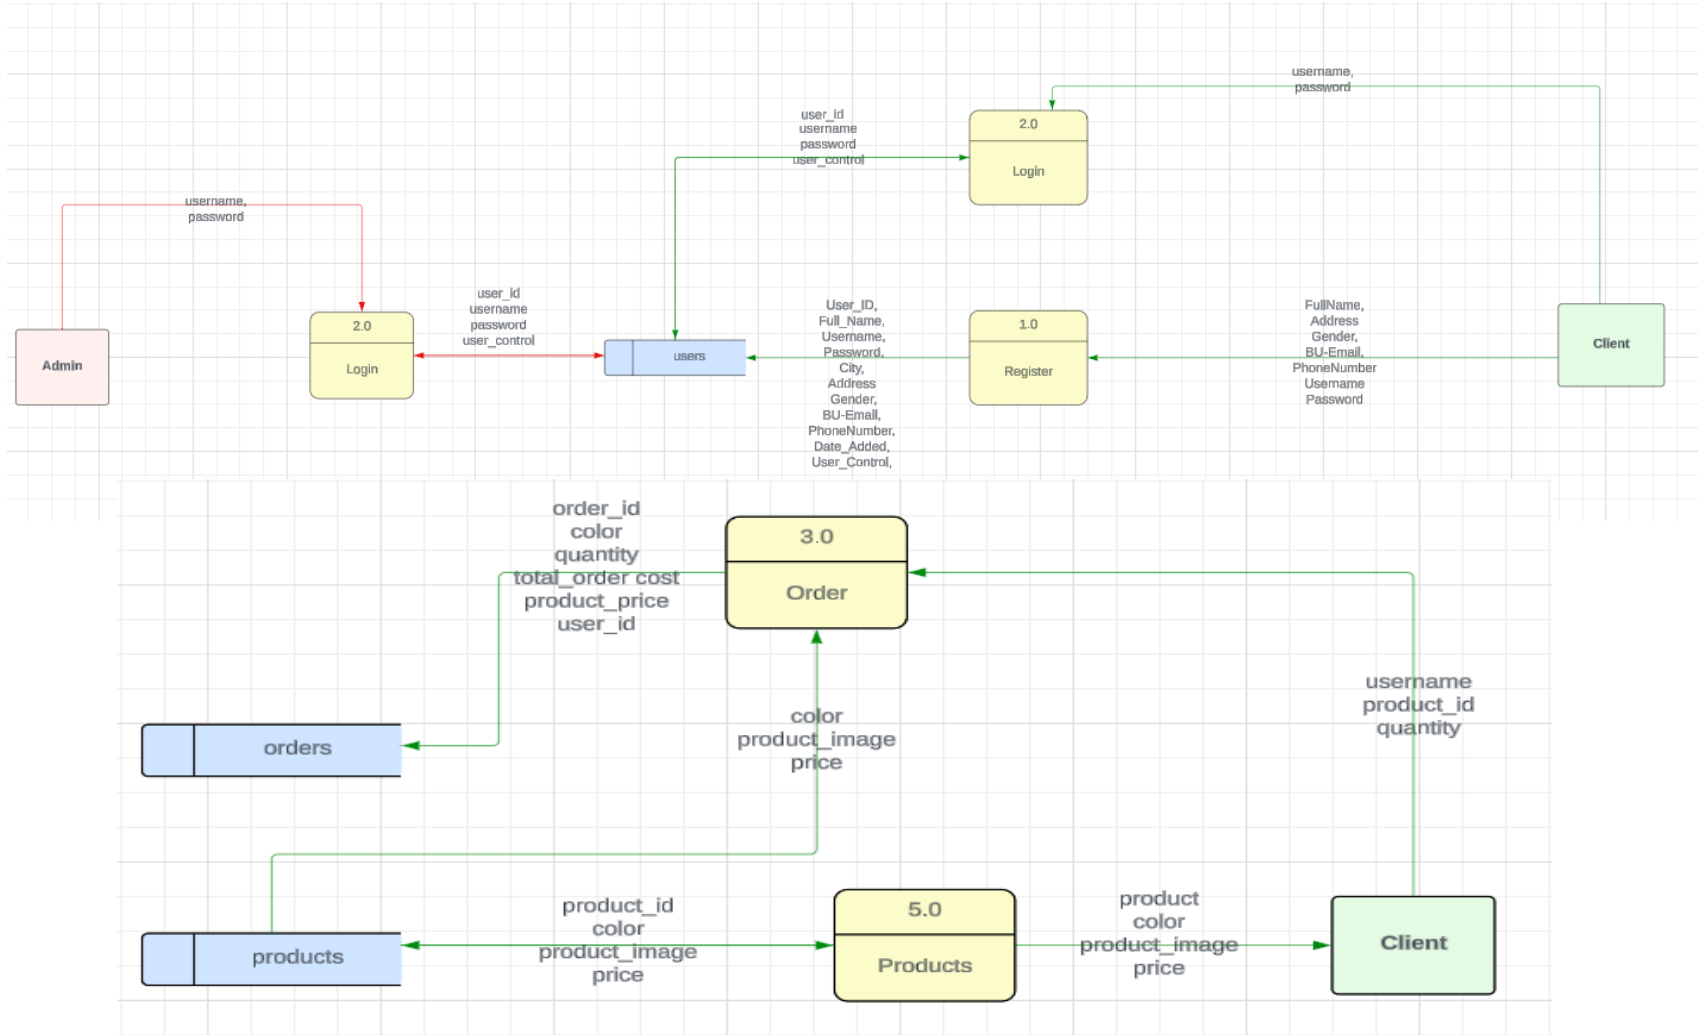 username,
password
2.0
Login
user_id
username
password
user_control
username,
password
Admin
2.0
Login
user_id
username
password
user_control
users
User_ID,
Full_Name,
Username,
Password,
City,
Address
Gender,
BU-Email,
PhoneNumber,
Date_Added,
User_Control,
1.0
Register
FullName,
Address
Gender,
BU-Email,
PhoneNumber
Username
Password
Client
order_id
color
quantity
total_order cost
product_price
user_id
3.0
Order
username
product_id
quantity
orders
color
product_image
price
products
product_id
color
product_image
price
5.0
Products
product
color
product_image
price
Client